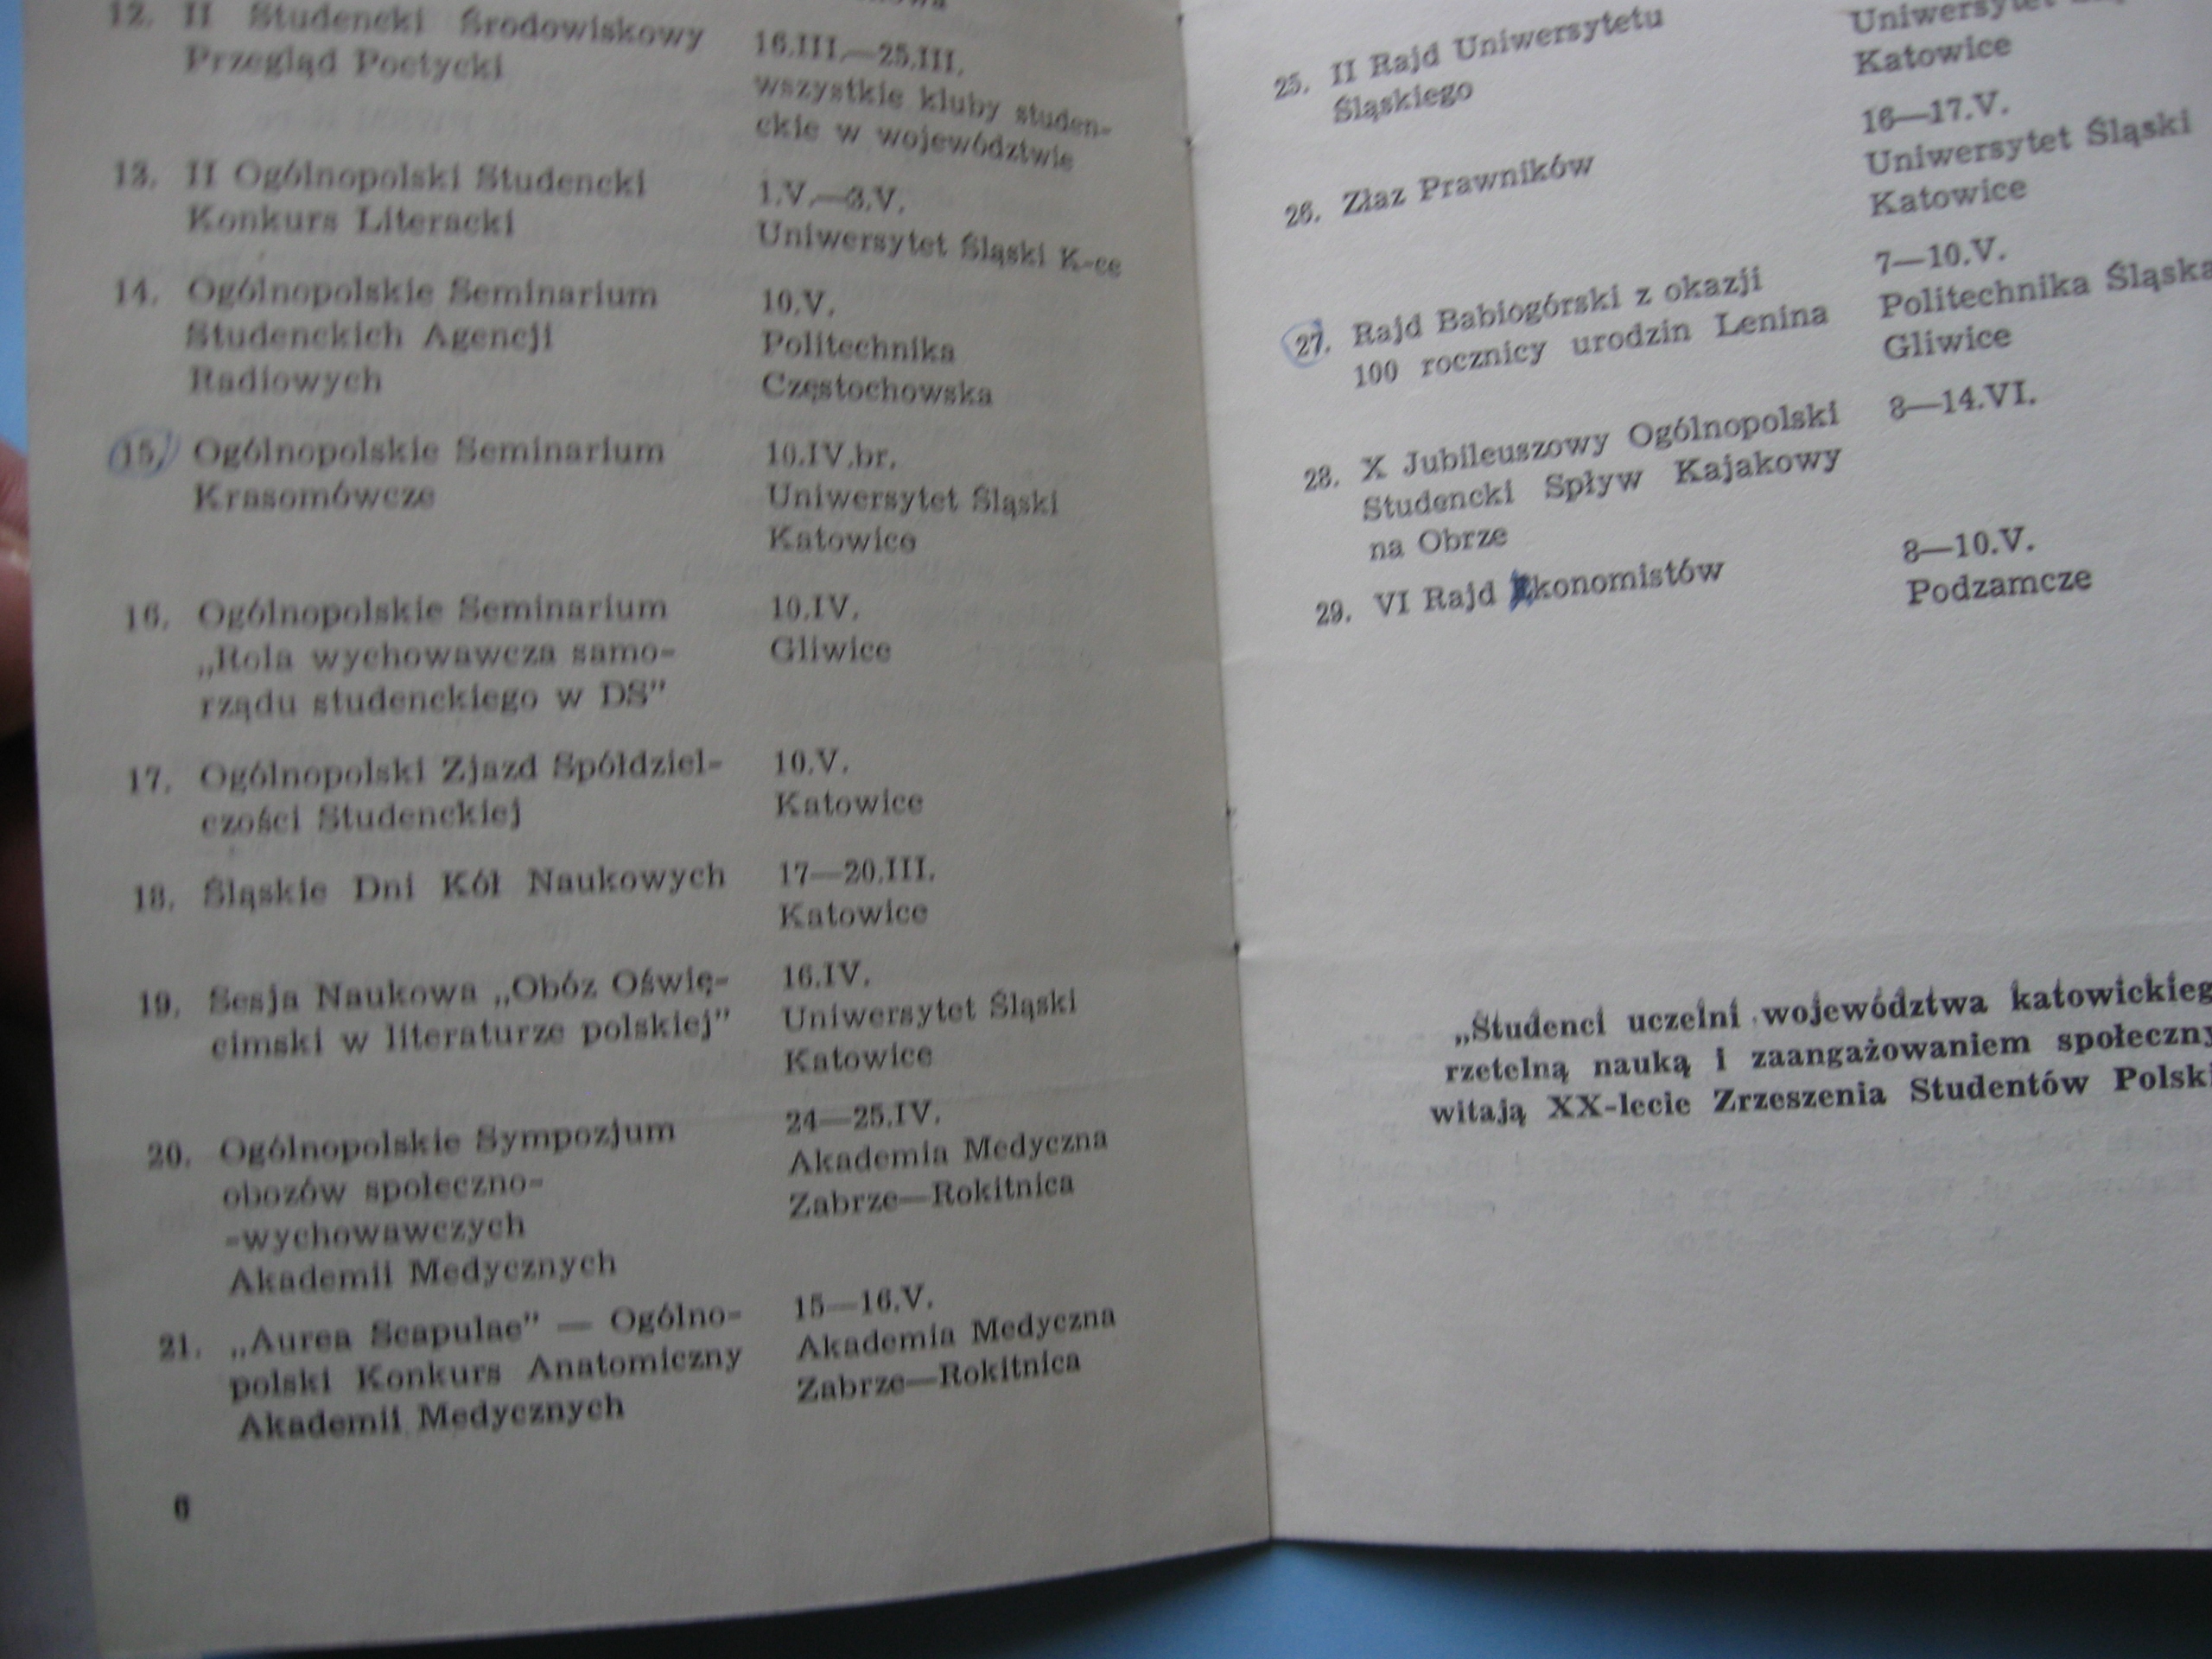 12. II Studencki Środowiskowy
Przegląd Poetycki
16.III.—25.III.
wszystkie kluby studen-
ckie w województwie
13. II Ogólnopolski Studencki
Konkurs Literacki
1.V.—3.V.
Uniwersytet Śląski K-ce
14. Ogólnopolskie Seminarium
Studenckich Agencji
Radiowych
10.V.
Politechnika
Częstochowska
15. Ogólnopolskie Seminarium
Krasomówcze
10.IV.br.
Uniwersytet Śląski
Katowice
16. Ogólnopolskie Seminarium
„Rola wychowawcza samo-
rządu studenckiego w DS”
10.IV.
Gliwice
17. Ogólnopolski Zjazd Spółdziel-
czości Studenckiej
10.V.
Katowice
18. Śląskie Dni Kół Naukowych
17—20.III.
Katowice
19. Sesja Naukowa „Obóz Oświę-
cimski w literaturze polskiej”
16.IV.
Uniwersytet Śląski
Katowice
20. Ogólnopolskie Sympozjum
obozów społeczno-
-wychowawczych
Akademii Medycznych
24—25.IV.
Akademia Medyczna
Zabrze—Rokitnica
21. „Aurea Scapulae” — Ogólno-
polski Konkurs Anatomiczny
Akademii Medycznych
15—16.V.
Akademia Medyczna
Zabrze—Rokitnica
6
25. II Rajd Uniwersytetu
Śląskiego
Uniwersytet
Katowice
26. Złaz Prawników
16—17.V.
Uniwersytet Śląski
Katowice
27. Rajd Babiogórski z okazji
100 rocznicy urodzin Lenina
7—10.V.
Politechnika Śląska
Gliwice
28. X Jubileuszowy Ogólnopolski
Studencki Spływ Kajakowy
na Obrze
8—14.VI.
29. VI Rajd Ekonomistów
8—10.V.
Podzamcze
„Studenci uczelni województwa katowickieg
rzetelną nauką i zaangażowaniem społeczny
witają XX-lecie Zrzeszenia Studentów Polski